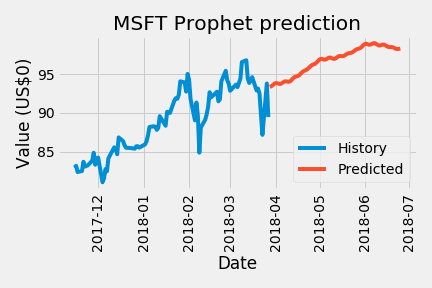 MSFT Prophet prediction
Value (US$0)
95
90
85
History
Predicted
2017-12
2018-01
2018-02
2018-03
2018-04
2018-05
2018-06
2018-07
Date